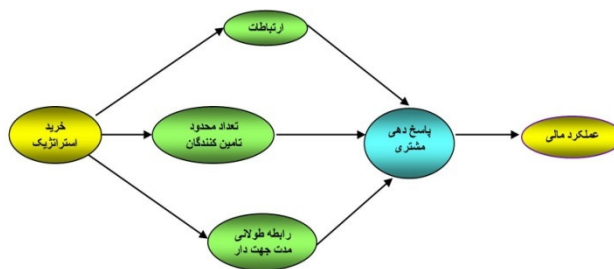 ارتباطات
خرید
استراتژیک
تعداد محدود
تامین کنندگان
پاسخ دهی
مشتری
عملکرد مالی
رابطه طولانی
مدت جهت دار